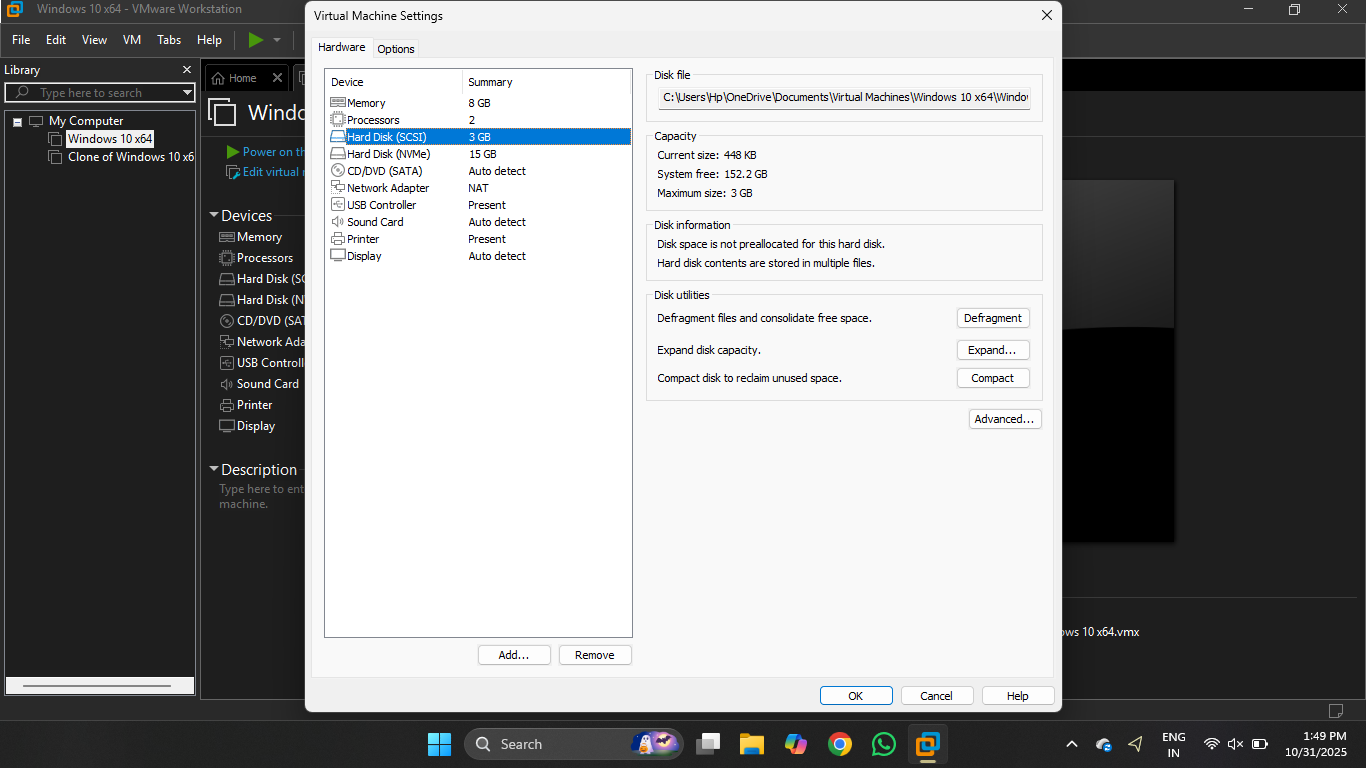 Windows 10 x64 - VMware Workstation
File Edit View VM Tabs Help
Library
Type here to search
My Computer
Windows 10 x64
Clone of Windows 10 x6
Home
Windo
Power on th
Edit virtual
Devices
Memory
Processors
Hard Disk (SC
Hard Disk (N
CD/DVD (SAT
Network Ada
USB Controll
Sound Card
Printer
Display
Description
Type here to ent
machine.
Virtual Machine Settings
Hardware Options
Device Summary
Memory 8 GB
Processors 2
Hard Disk (SCSI) 3 GB
Hard Disk (NVMe) 15 GB
CD/DVD (SATA) Auto detect
Network Adapter NAT
USB Controller Present
Sound Card Auto detect
Printer Present
Display Auto detect
Add... Remove
Disk file
C:\Users\Hp\OneDrive\Documents\Virtual Machines\Windows 10 x64\Windo
Capacity
Current size: 448 KB
System free: 152.2 GB
Maximum size: 3 GB
Disk information
Disk space is not preallocated for this hard disk.
Hard disk contents are stored in multiple files.
Disk utilities
Defragment files and consolidate free space. Defragment
Expand disk capacity. Expand...
Compact disk to reclaim unused space. Compact
Advanced...
OK Cancel Help
ows 10 x64.vmx
Search
ENG
IN
1:49 PM
10/31/2025